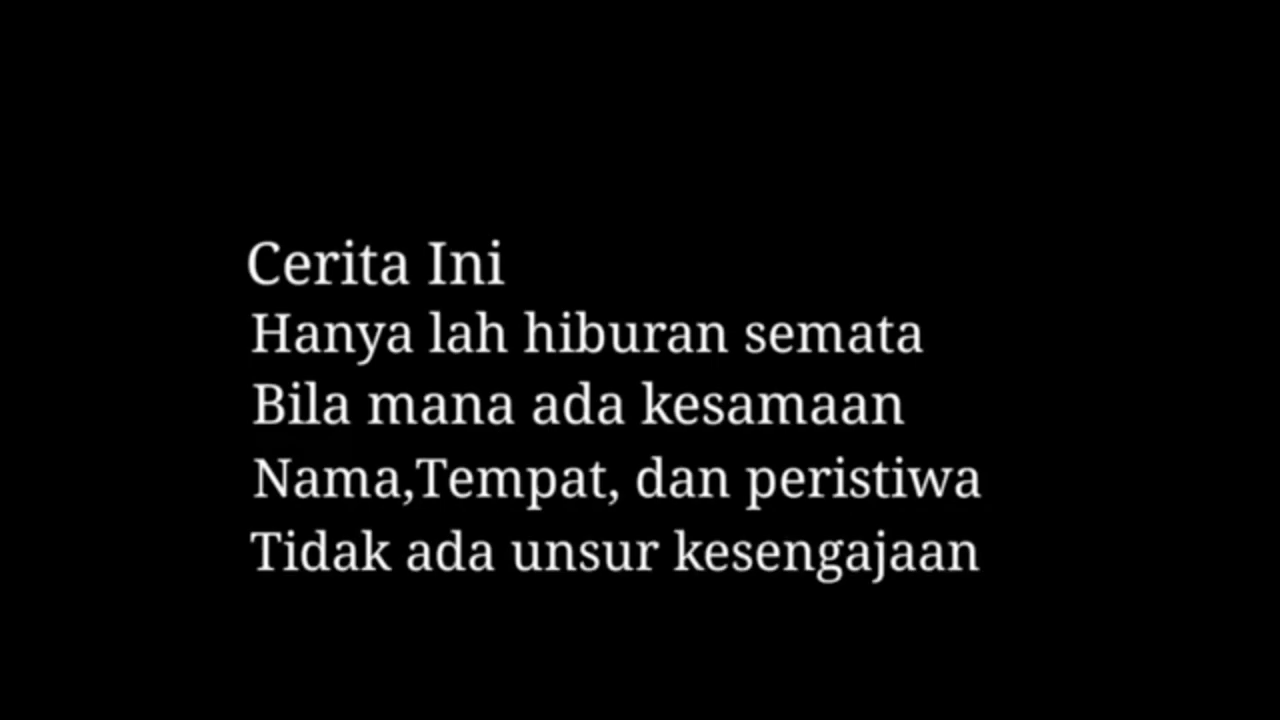 Cerita Ini
Hanya lah hiburan semata
Bila mana ada kesamaan
Nama,Tempat, dan peristiwa
Tidak ada unsur kesengajaan